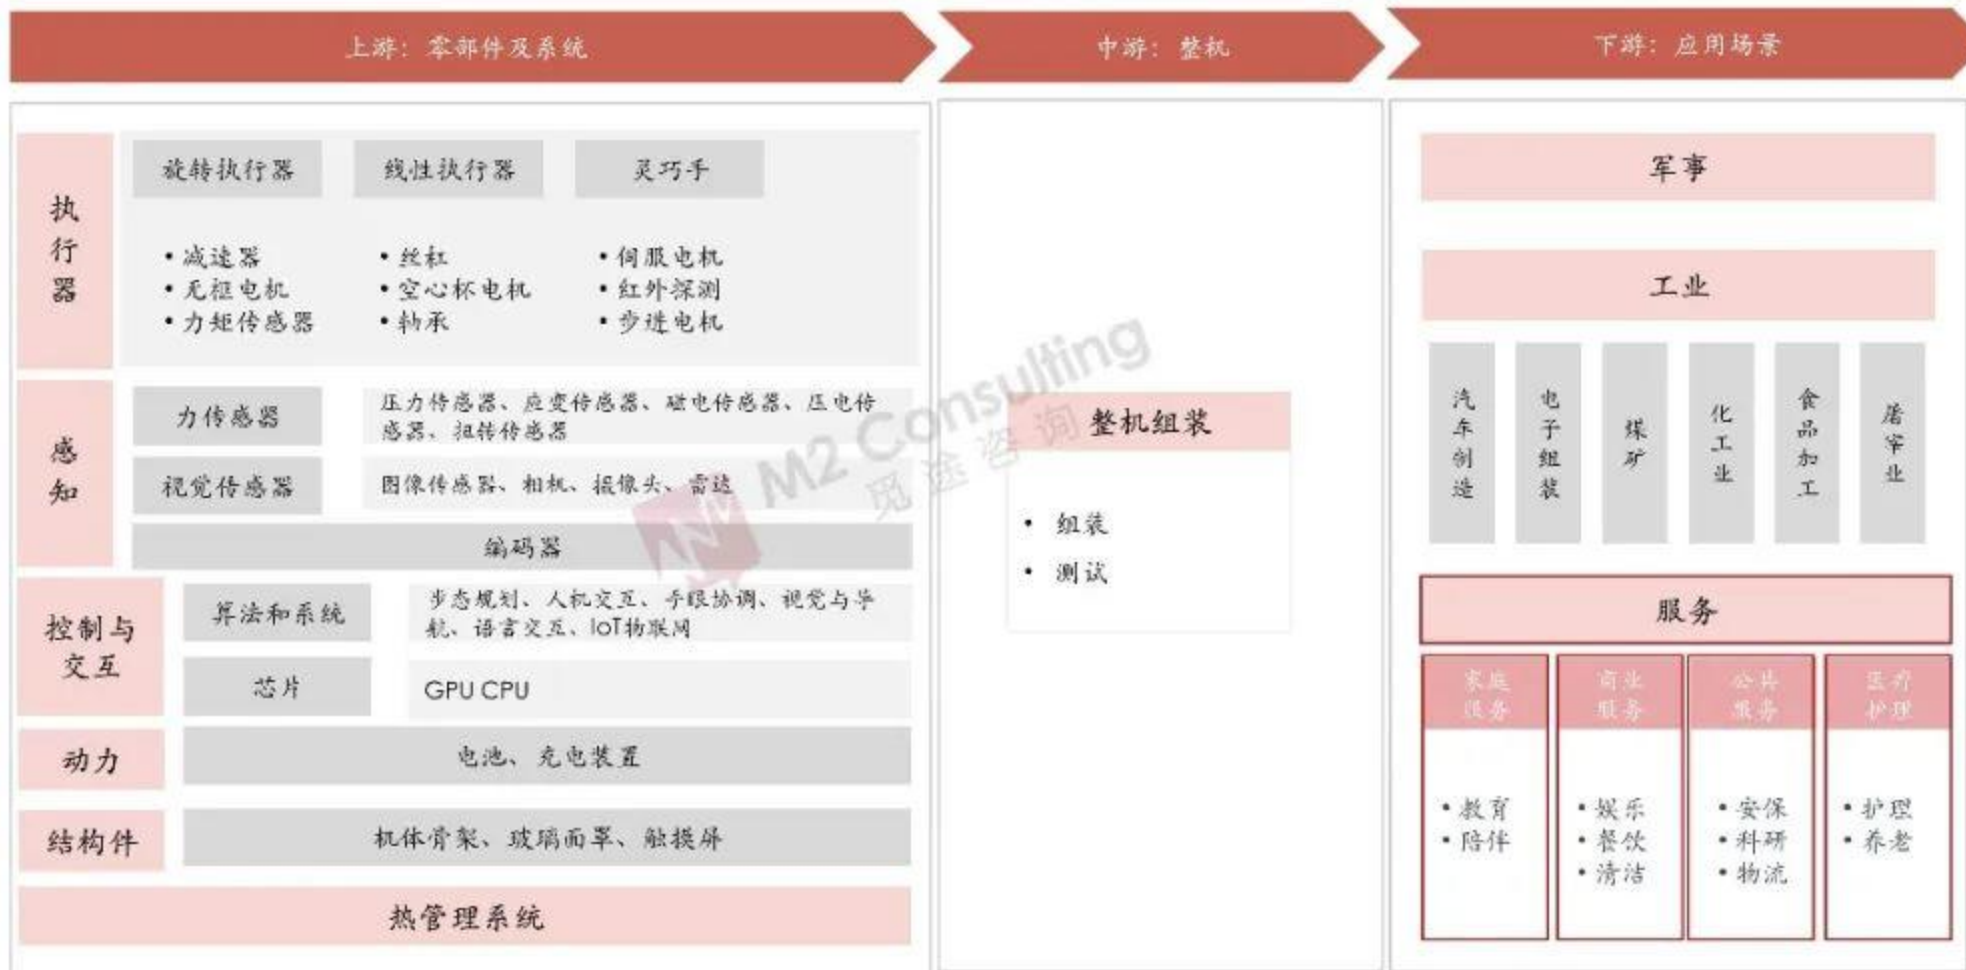 上游：零部件及系统
中游：整机
下游：应用场景
执
行
器
旋转执行器
线性执行器
灵巧手
• 减速器
• 无框电机
• 力矩传感器
• 丝杠
• 空心杯电机
• 轴承
• 伺服电机
• 红外探测
• 步进电机
感
知
力传感器
压力传感器、应变传感器、磁电传感器、压电传
感器、扭转传感器
视觉传感器
图像传感器、相机、摄像头、雷达
编码器
控制与
交互
算法和系统
步态规划、人机交互、手眼协调、视觉与导
航、语言交互、IoT物联网
芯片
GPU CPU
动力
电池、充电装置
结构件
机体骨架、玻璃面罩、触摸屏
热管理系统
整机组装
• 组装
• 测试
M2 Consulting
觅途咨询
军事
工业
汽车制造
电子组装
煤矿
化工业
食品加工
屠宰业
服务
家庭
服务
商业
服务
公共
服务
医疗
护理
• 教育
• 陪伴
• 娱乐
• 餐饮
• 清洁
• 安保
• 科研
• 物流
• 护理
• 养老